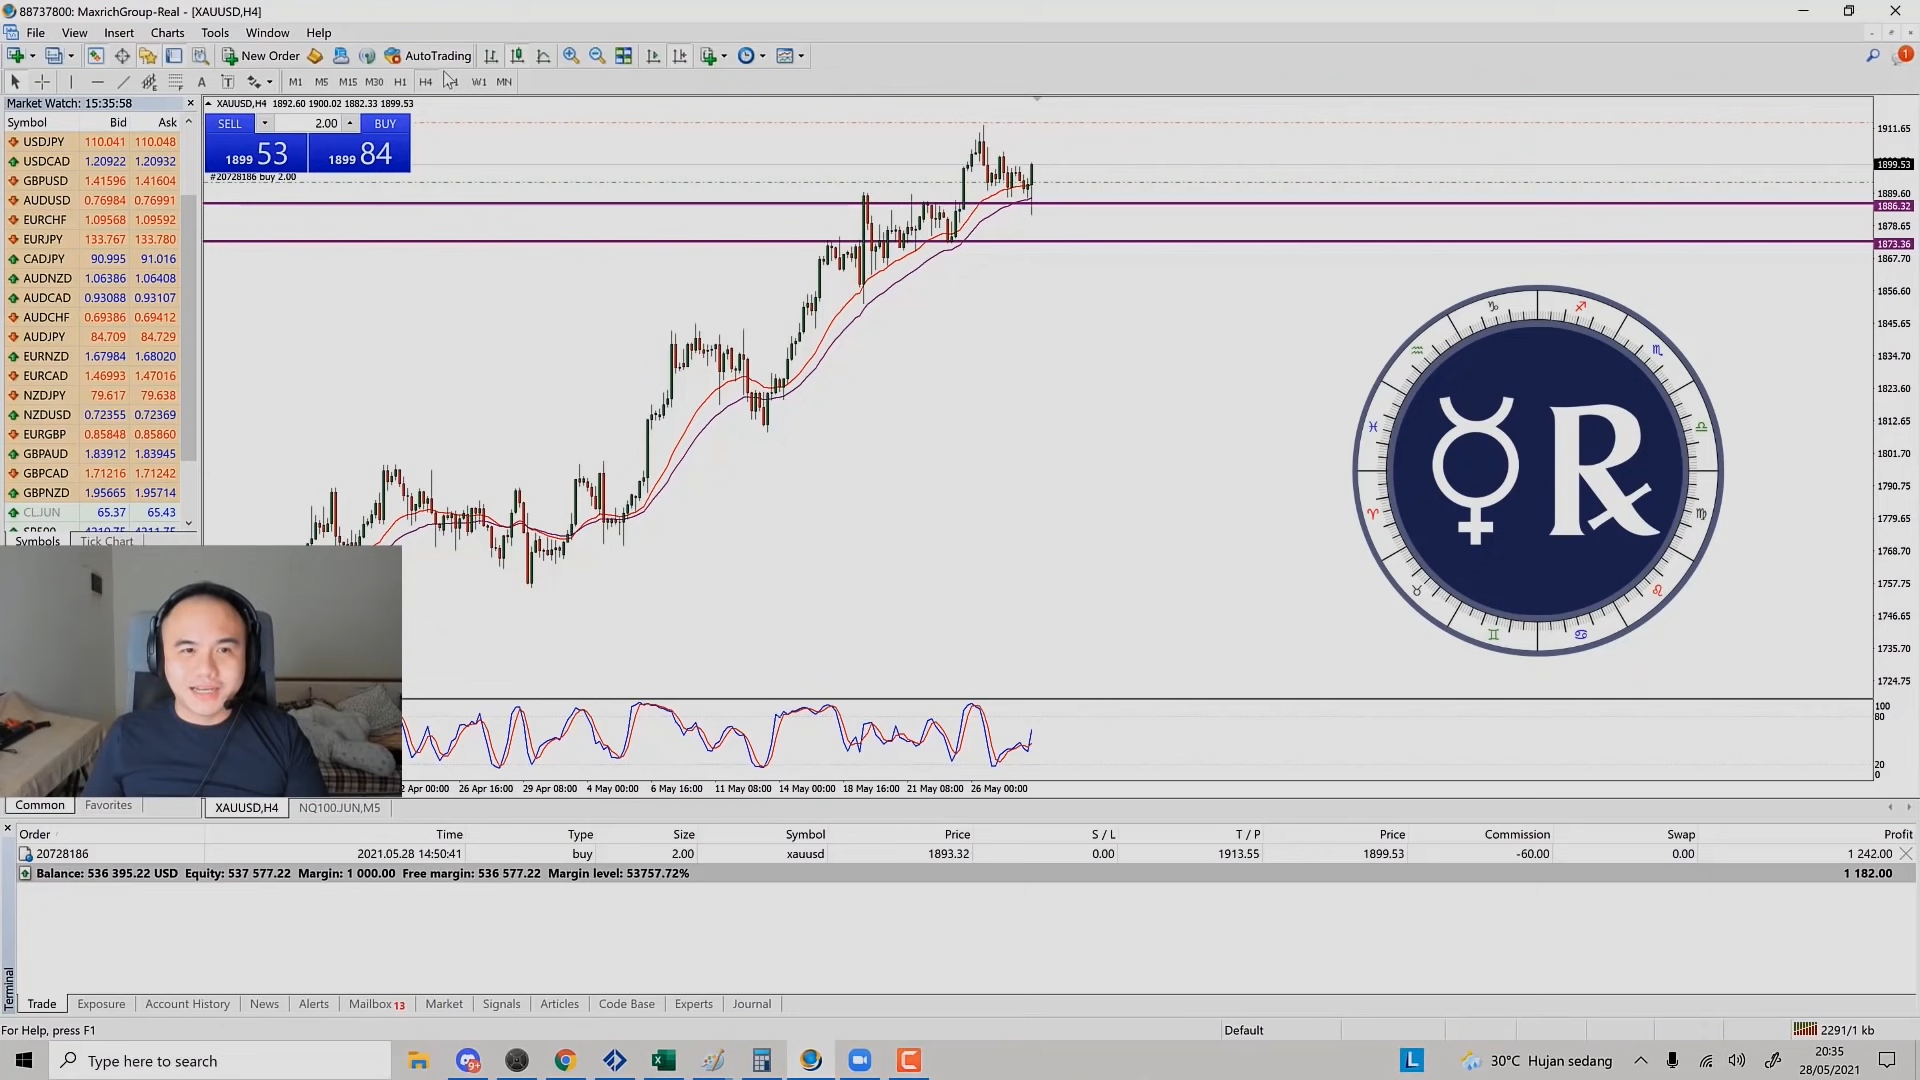 88737800: MaxrichGroup-Real - [XAUUSD,H4]
File View Insert Charts Tools Window Help
New Order AutoTrading 1
A T M1 M5 M15 M30 H1 H4 W1 MN
Market Watch: 15:35:58
Symbol Bid Ask
USDJPY 110.041 110.048
USDCAD 1.20922 1.20932
GBPUSD 1.41596 1.41604
AUDUSD 0.76984 0.76991
EURCHF 1.09568 1.09592
EURJPY 133.767 133.780
CADJPY 90.995 91.016
AUDNZD 1.06386 1.06408
AUDCAD 0.93088 0.93107
AUDCHF 0.69386 0.69412
AUDJPY 84.709 84.729
EURNZD 1.67984 1.68020
EURCAD 1.46993 1.47016
NZDJPY 79.617 79.638
NZDUSD 0.72355 0.72369
EURGBP 0.85848 0.85860
GBPAUD 1.83912 1.83945
GBPCAD 1.71216 1.71242
GBPNZD 1.95665 1.95714
CLJUN 65.37 65.43
Symbols Tick Chart
XAUUSD,H4 1892.60 1900.02 1882.33 1899.53
SELL 2.00 BUY
1899 53 1899 84
#20728186 buy 2.00
1911.65
1899.53
1889.60
1886.32
1878.65
1873.36
1867.70
1856.60
1845.65
1834.70
1823.60
1812.65
1801.70
1790.75
1779.65
1768.70
1757.75
1746.65
1735.70
1724.75
100
80
20
0
2 Apr 00:00 26 Apr 16:00 29 Apr 08:00 4 May 00:00 6 May 16:00 11 May 08:00 14 May 00:00 18 May 16:00 21 May 08:00 26 May 00:00
Common Favorites
XAUUSD,H4 NQ100.JUN,M5
Order Time Type Size Symbol Price S / L T / P Price Commission Swap Profit
20728186 2021.05.28 14:50:41 buy 2.00 xauusd 1893.32 0.00 1913.55 1899.53 -60.00 0.00 1 242.00
Balance: 536 395.22 USD Equity: 537 577.22 Margin: 1 000.00 Free margin: 536 577.22 Margin level: 53757.72% 1 182.00
Terminal
Trade Exposure Account History News Alerts Mailbox 13 Market Signals Articles Code Base Experts Journal
For Help, press F1 Default 2291/1 kb
Type here to search 9+ L 30°C Hujan sedang 20:35
28/05/2021